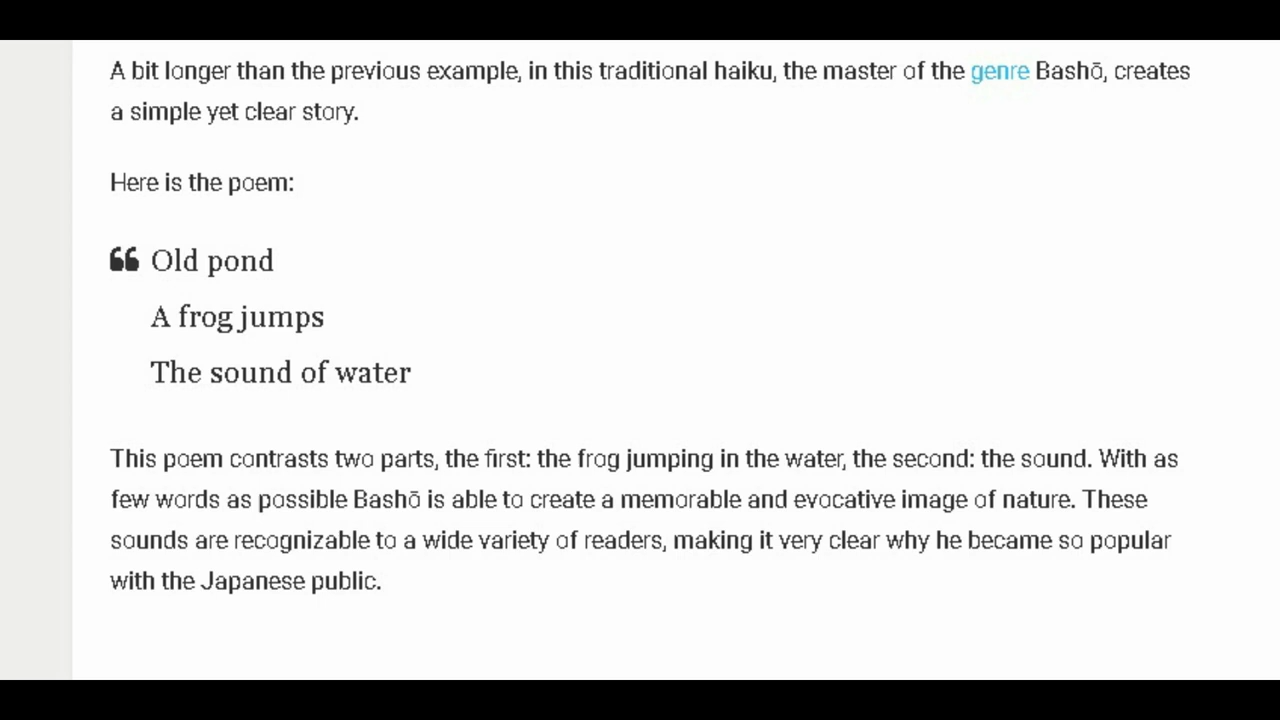 A bit longer than the previous example, in this traditional haiku, the master of the genre Bashō, creates
a simple yet clear story.
Here is the poem:
“ Old pond
A frog jumps
The sound of water
This poem contrasts two parts, the first: the frog jumping in the water, the second: the sound. With as
few words as possible Bashō is able to create a memorable and evocative image of nature. These
sounds are recognizable to a wide variety of readers, making it very clear why he became so popular
with the Japanese public.